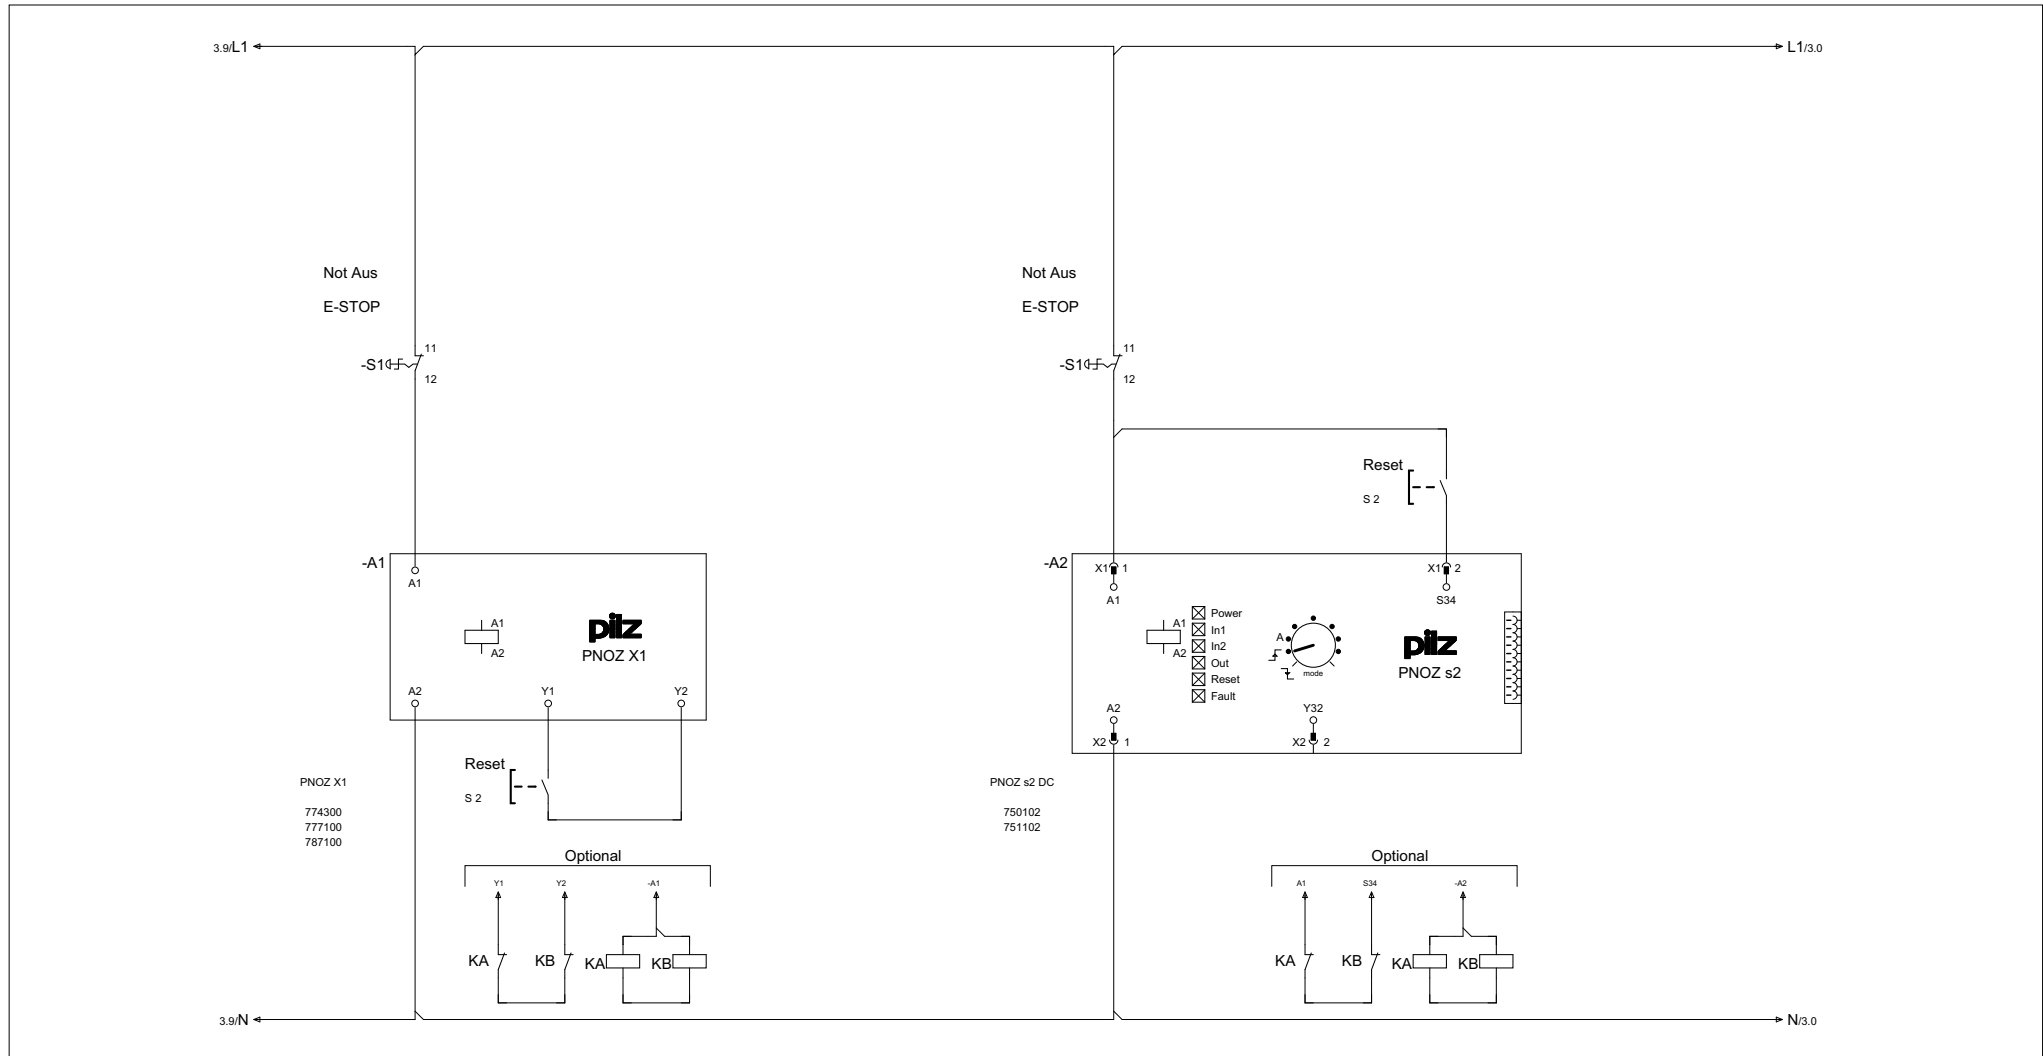 3.9/L1
L1/3.0
Not Aus
E-STOP
-S1
11
12
Not Aus
E-STOP
-S1
11
12
Reset
S 2
-A1
A1
A1
A2
pilz
PNOZ X1
A2
Y1
Y2
-A2
X1 1
A1
X1 2
S34
A1
A2
Power
In1
In2
Out
Reset
Fault
A
mode
pilz
PNOZ s2
A2
X2 1
Y32
X2 2
Reset
S 2
PNOZ X1
774300
777100
787100
PNOZ s2 DC
750102
751102
Optional
Y1 Y2 -A1
KA KB KA KB
Optional
A1 S34 -A2
KA KB KA KB
3.9/N
N/3.0